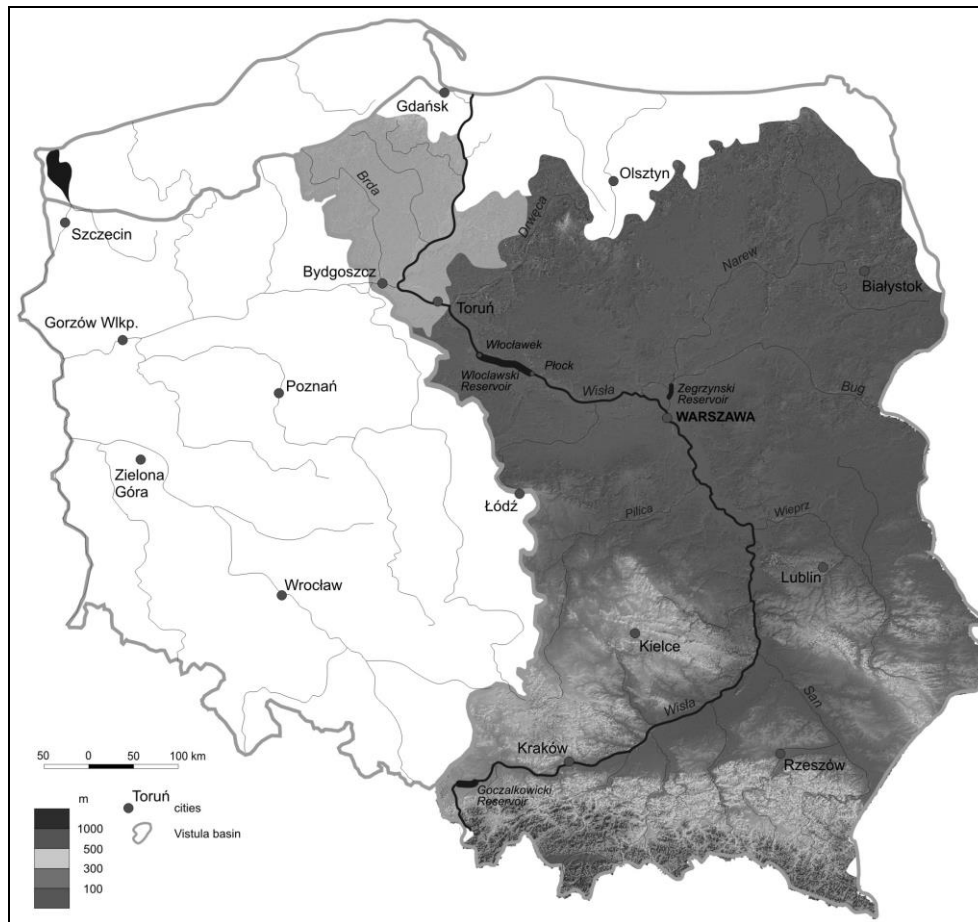 Gdańsk
Olsztyn
Brda
Drwęca
Szczecin
Narew
Bydgoszcz
Białystok
Toruń
Gorzów Wlkp.
Włocławek
Płock
Włoclawski
Reservoir
Wisła
Zegrzynski
Reservoir
Bug
Poznań
WARSZAWA
Zielona
Góra
Łódź
Pilica
Wieprz
Lublin
Wrocław
Kielce
San
Wisła
Kraków
Rzeszów
Goczałkowicki
Reservoir
50 0 50 100 km
m
1000
500
300
100
Toruń
cities
Vistula basin